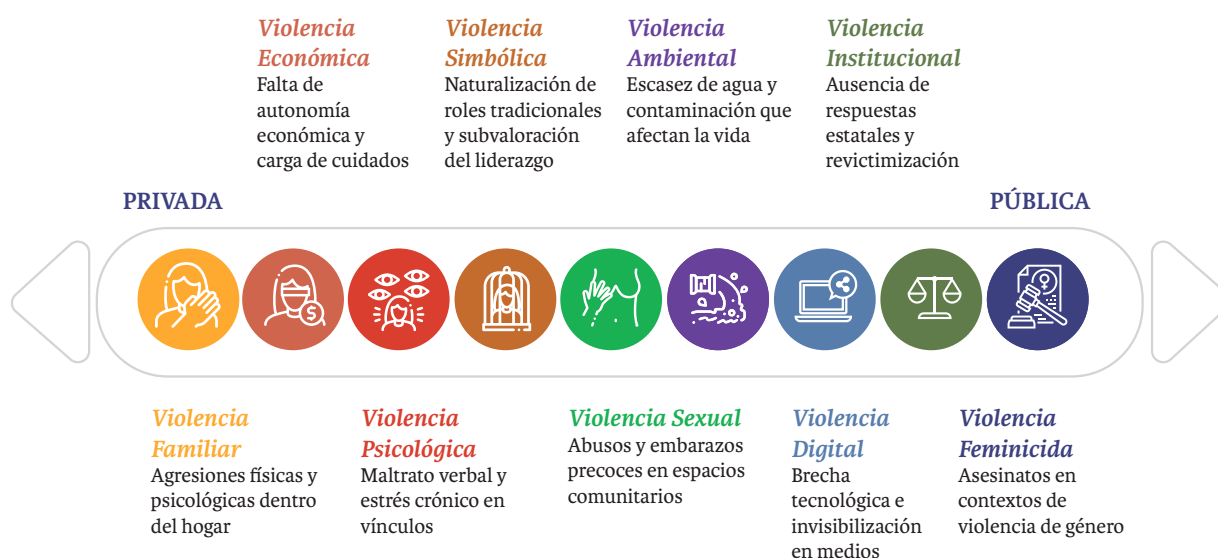 Violencia
Económica
Falta de
autonomía
económica y
carga de cuidados
Violencia
Simbólica
Naturalización de
roles tradicionales
y subvaloración
del liderazgo
Violencia
Ambiental
Escasez de agua y
contaminación que
afectan la vida
Violencia
Institucional
Ausencia de
respuestas
estatales y
revictimización
PRIVADA
PÚBLICA
$
Violencia
Familiar
Agresiones físicas y
psicológicas dentro
del hogar
Violencia
Psicológica
Maltrato verbal y
estrés crónico en
vínculos
Violencia Sexual
Abusos y embarazos
precoces en espacios
comunitarios
Violencia
Digital
Brecha
tecnológica e
invisibilización
en medios
Violencia
Feminicida
Asesinatos en
contextos de
violencia de género